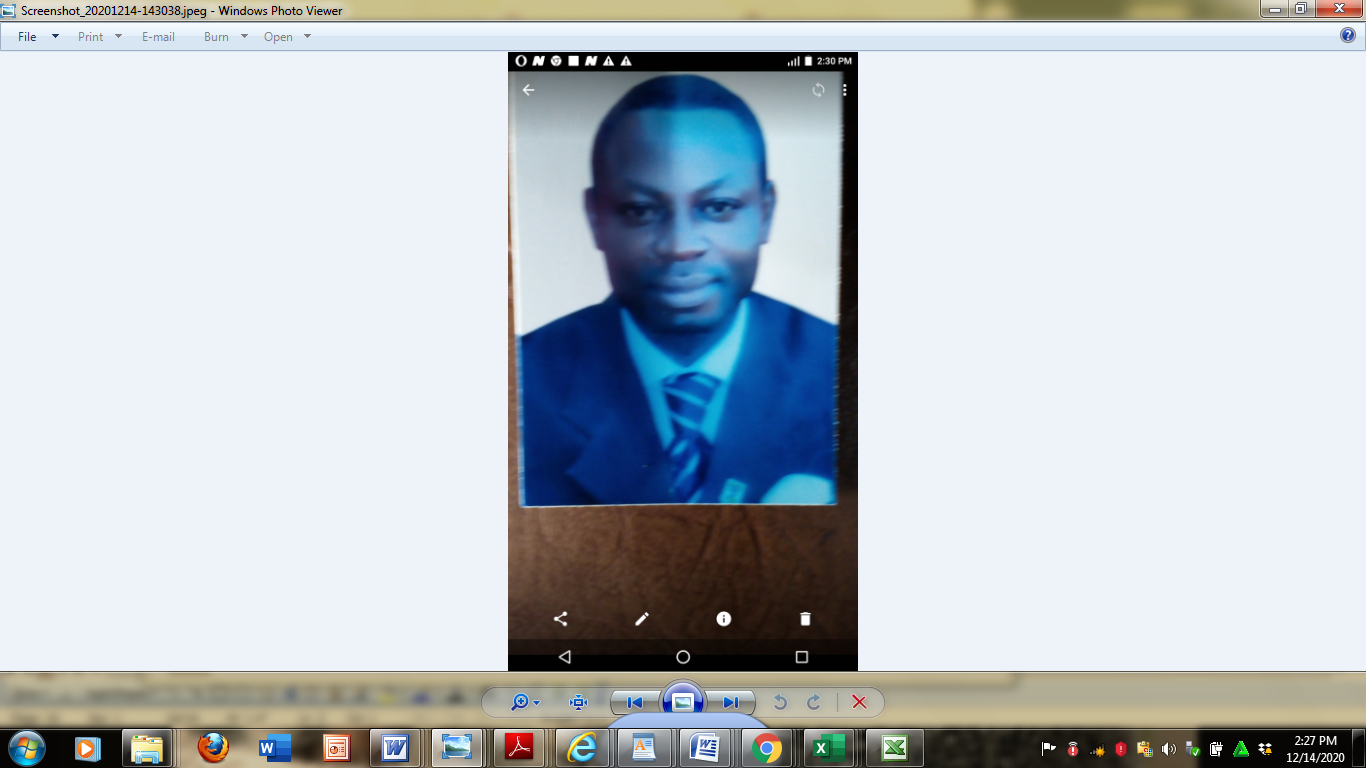 Screenshot_20201214-143038.jpeg - Windows Photo Viewer
File Print E-mail Burn Open
2:30 PM
2:27 PM
12/14/2020